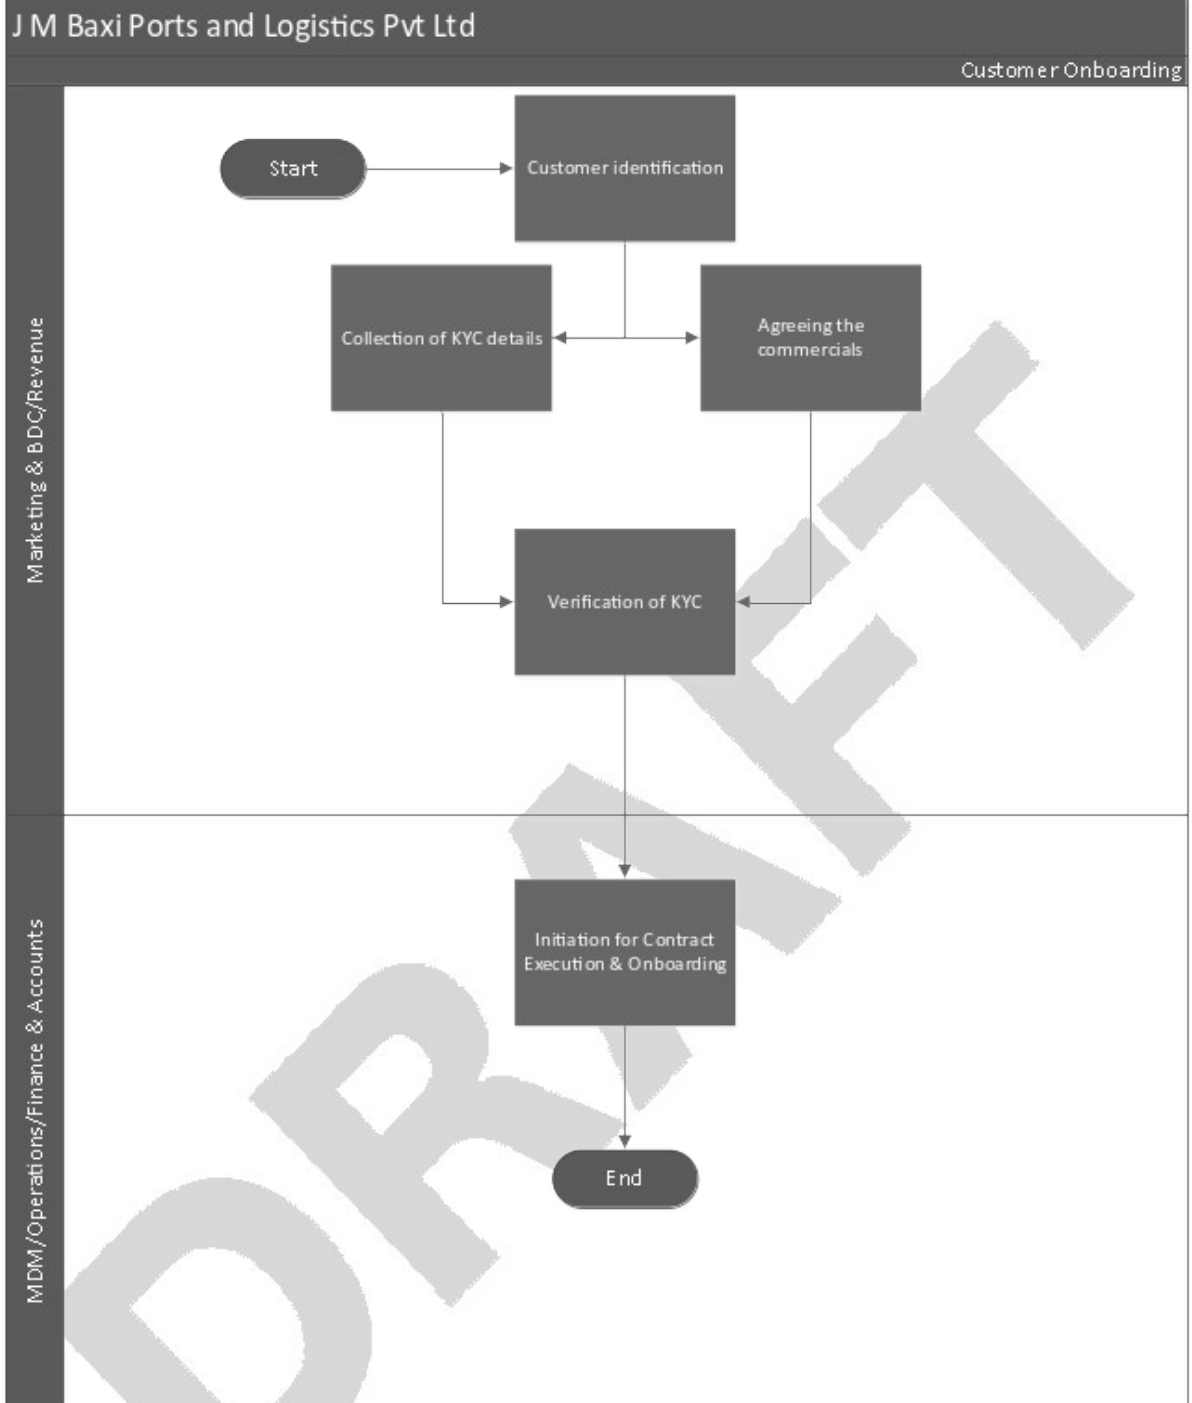 J M Baxi Ports and Logistics Pvt Ltd
Customer Onboarding
Marketing & BDC/Revenue
Start
Customer identification
Collection of KYC details
Agreeing the
commercials
Verification of KYC
MDM/Operations/Finance & Accounts
Initiation for Contract
Execution & Onboarding
End
DRAFT